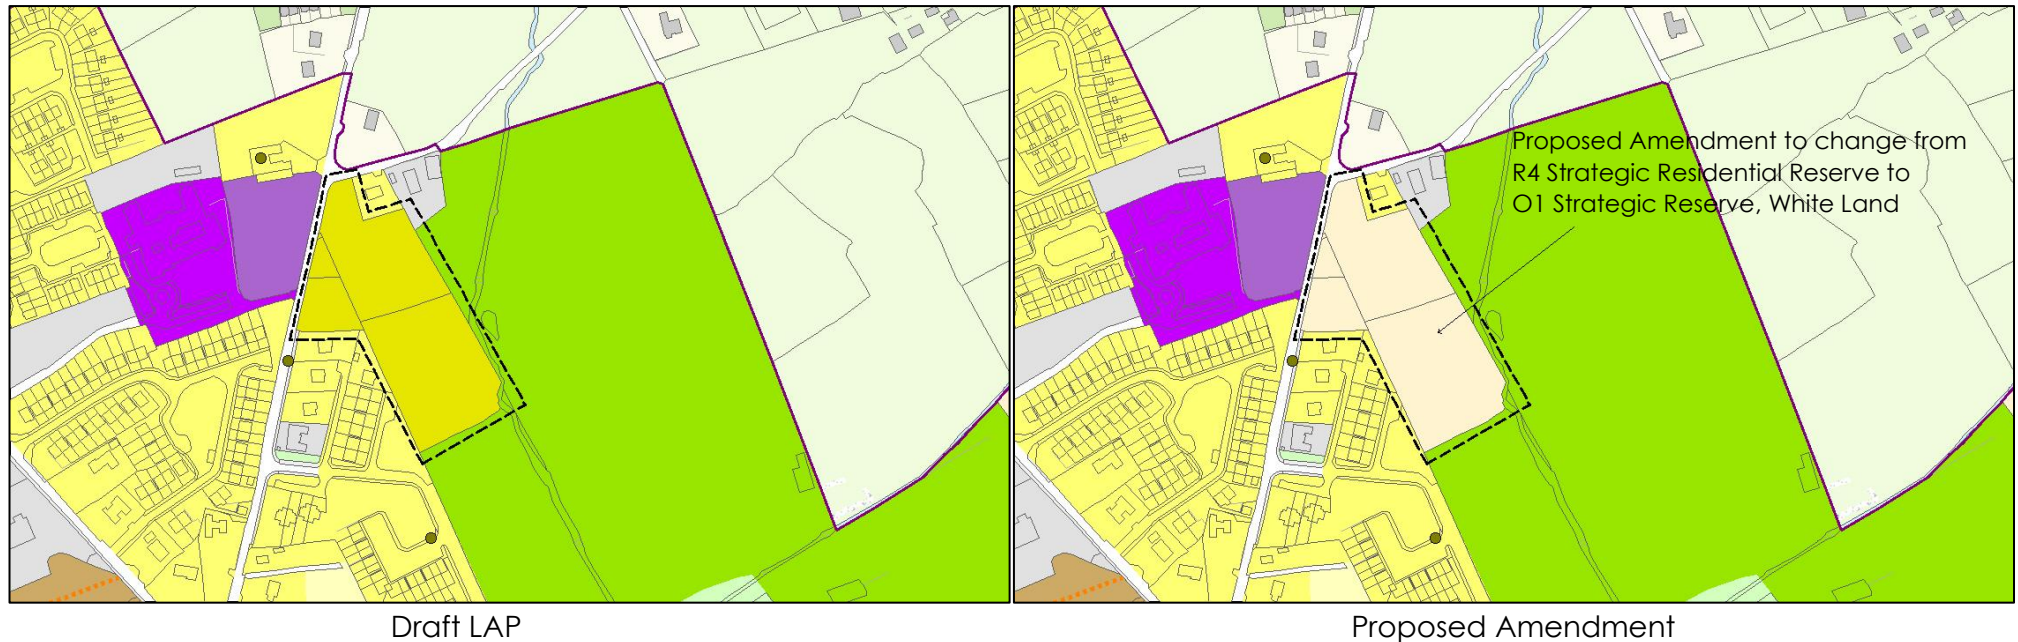 Proposed Amendment to change from
R4 Strategic Residential Reserve to
O1 Strategic Reserve, White Land
Draft LAP
Proposed Amendment